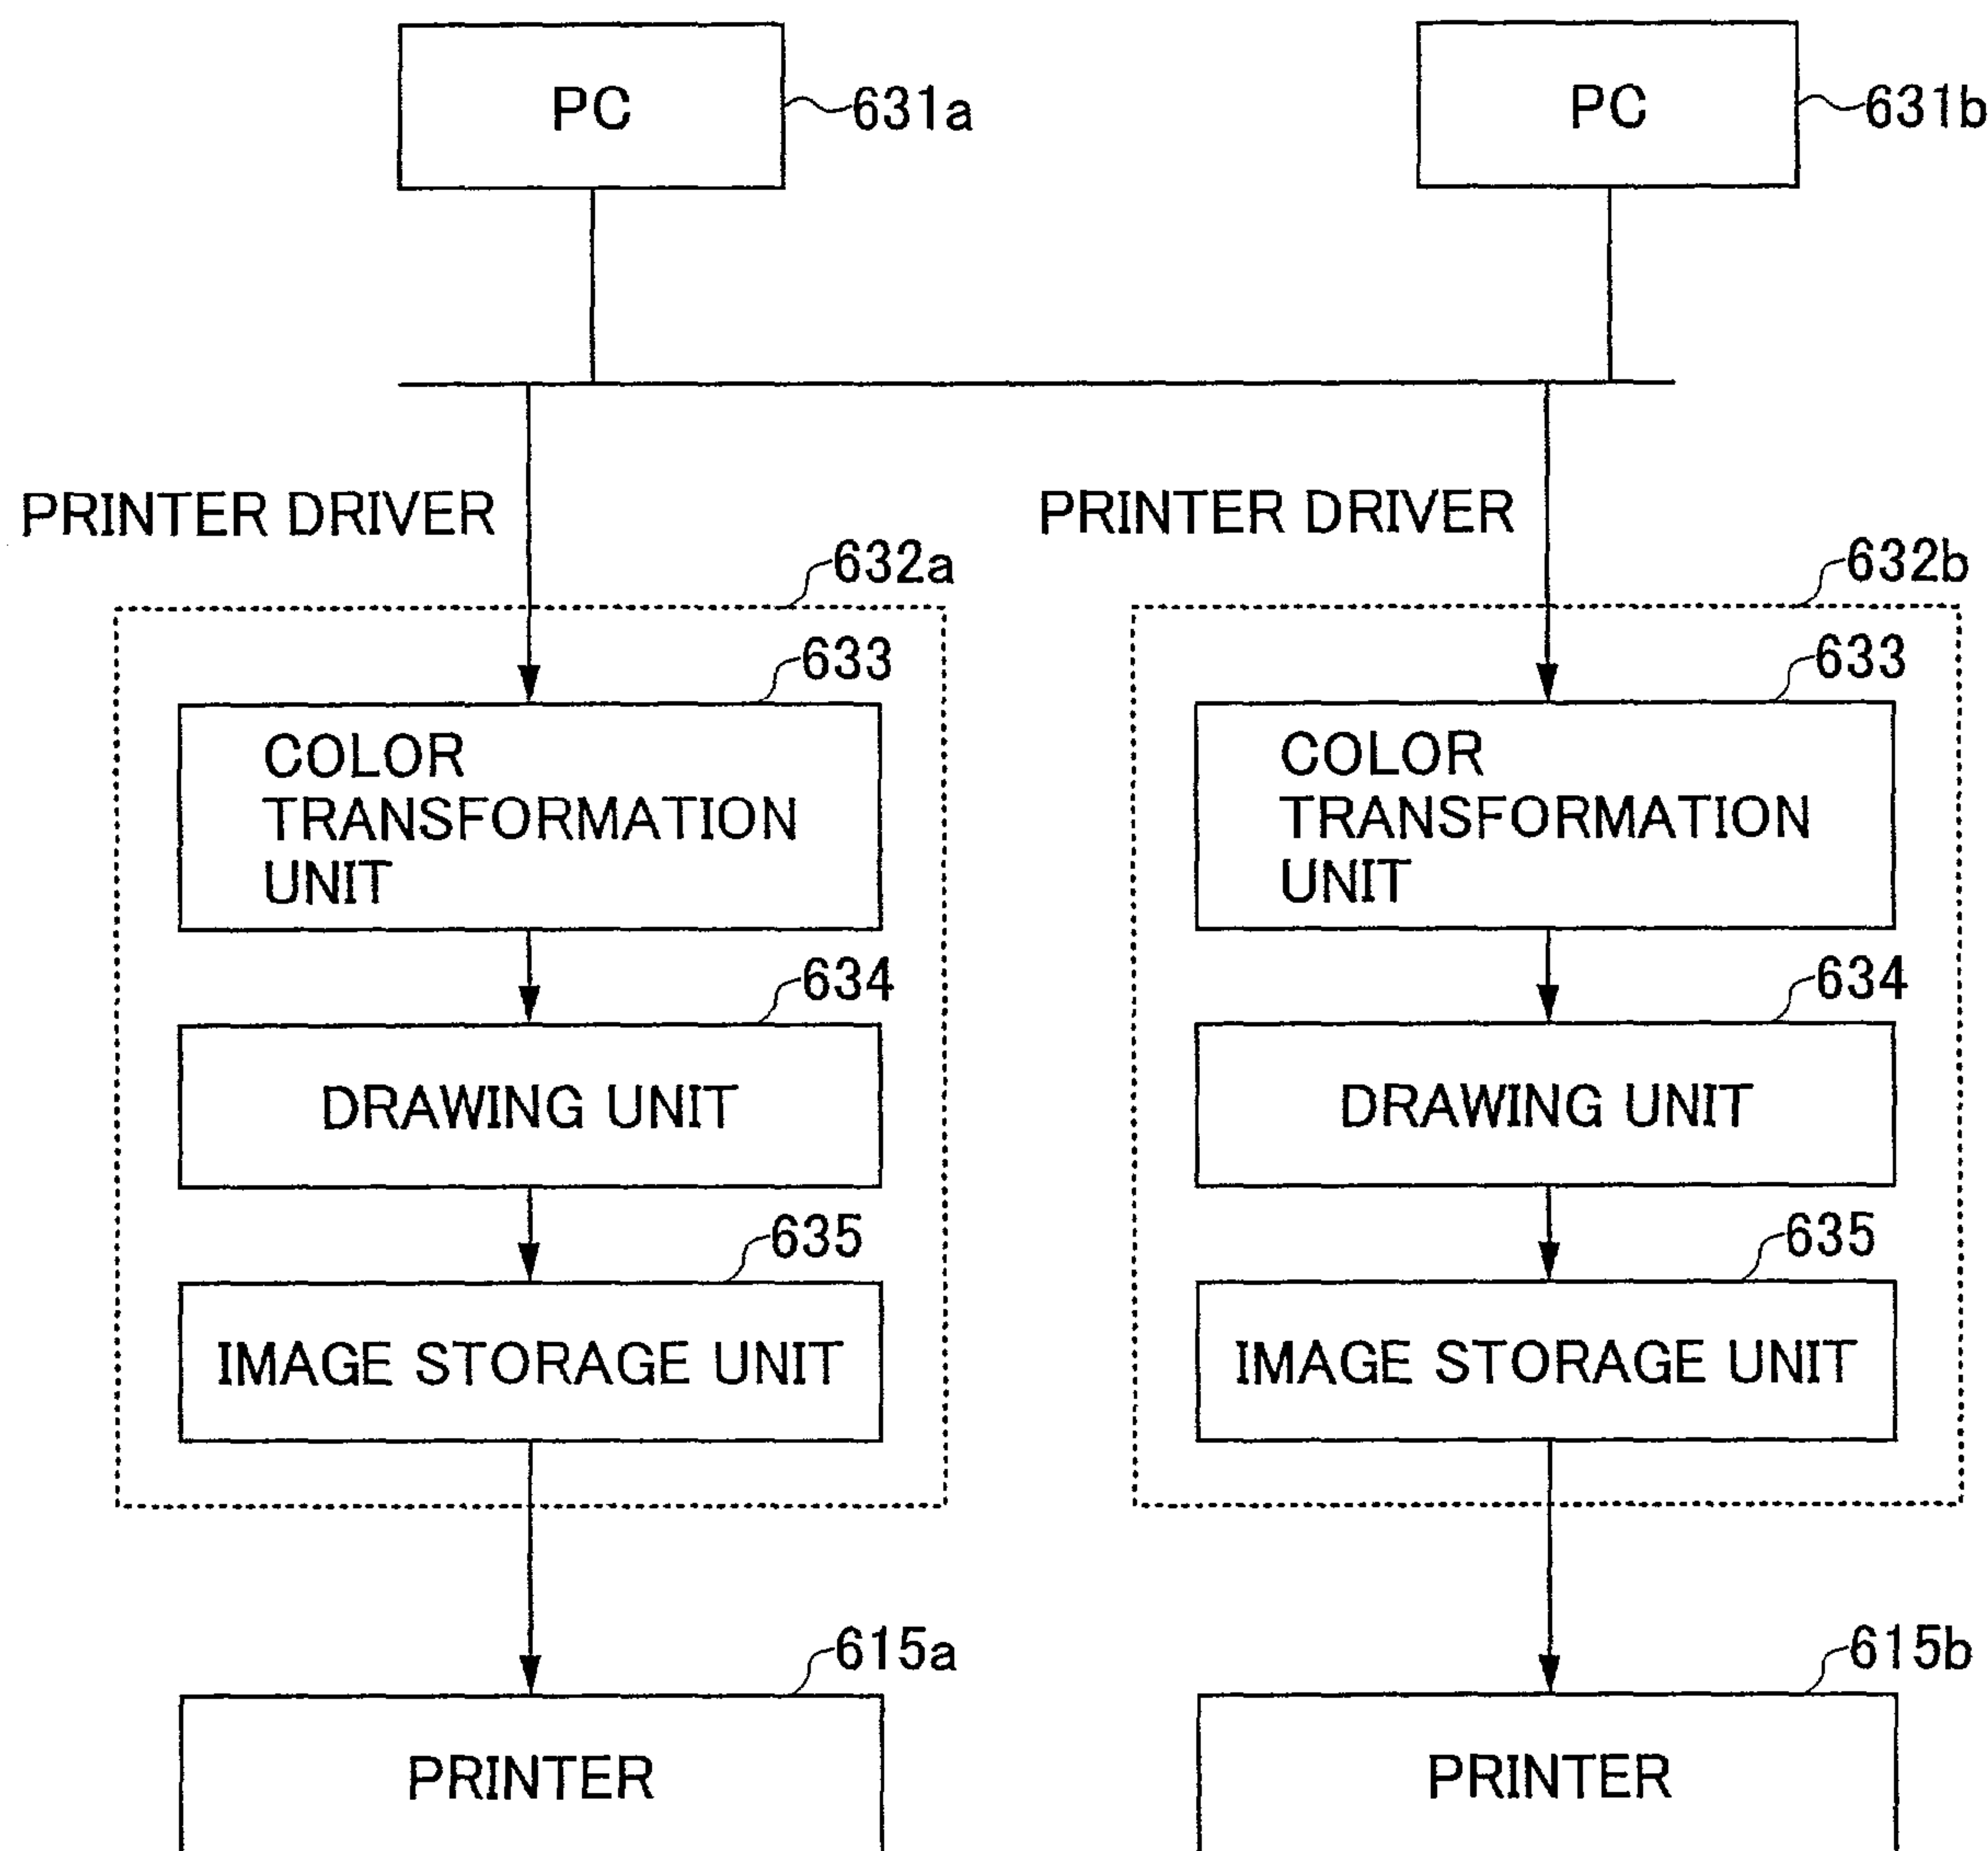 PC
631a
PC
631b
PRINTER DRIVER
PRINTER DRIVER
632a
632b
633
633
COLOR
TRANSFORMATION
UNIT
COLOR
TRANSFORMATION
UNIT
634
634
DRAWING UNIT
DRAWING UNIT
635
635
IMAGE STORAGE UNIT
IMAGE STORAGE UNIT
615a
615b
PRINTER
PRINTER